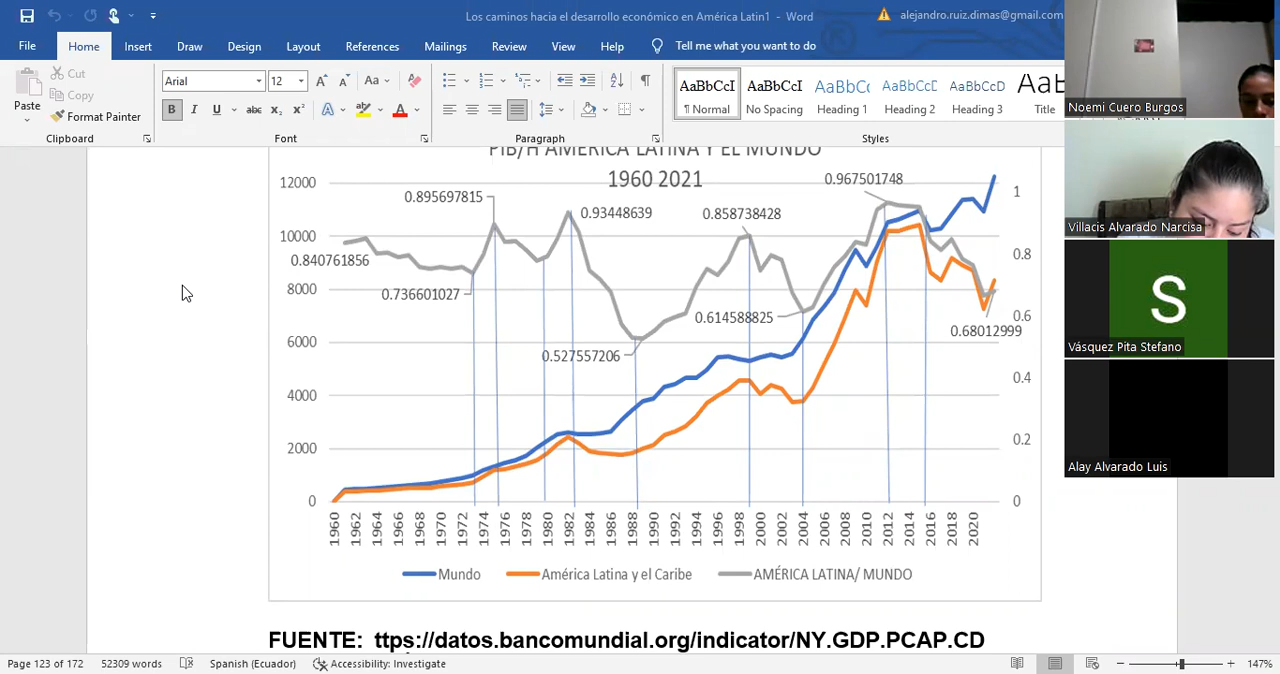 Los caminos hacia el desarrollo económico en América Latin1 - Word
alejandro.ruiz.dimas@gmail.com
File Home Insert Draw Design Layout References Mailings Review View Help Tell me what you want to do
Paste
Cut
Copy
Format Painter
Clipboard
Arial 12
Aa
Font
Paragraph
AaBbCcI AaBbCcI AaBbCc AaBbCcI AaBbCcD AaI
¶ Normal No Spacing Heading 1 Heading 2 Heading 3 Title
Styles
Noemi Cuero Burgos
Villacis Alvarado Narcisa
S
Vásquez Pita Stefano
Alay Alvarado Luis
PIB/H AMÉRICA LATINA Y EL MUNDO
1960 2021
12000
10000
8000
6000
4000
2000
0
1
0.8
0.6
0.4
0.2
0
0.895697815
0.93448639
0.858738428
0.967501748
0.840761856
0.736601027
0.614588825
0.68012999
0.527557206
1960 1962 1964 1966 1968 1970 1972 1974 1976 1978 1980 1982 1984 1986 1988 1990 1992 1994 1996 1998 2000 2002 2004 2006 2008 2010 2012 2014 2016 2018 2020
Mundo América Latina y el Caribe AMÉRICA LATINA/ MUNDO
FUENTE: ttps://datos.bancomundial.org/indicator/NY.GDP.PCAP.CD
Page 123 of 172 52309 words Spanish (Ecuador) Accessibility: Investigate 147%